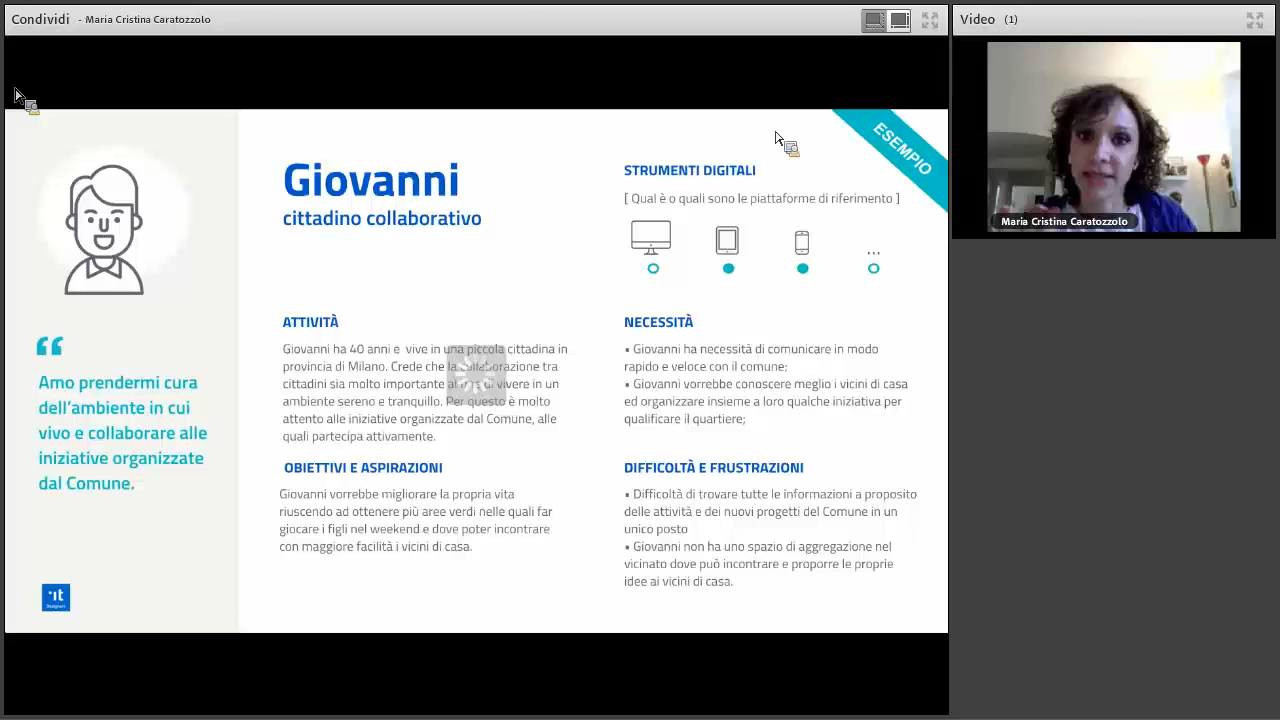 Condividi - Maria Cristina Caratozzolo
Video (1)
Maria Cristina Caratozzolo
ESEMPIO
Giovanni
cittadino collaborativo
STRUMENTI DIGITALI
[ Qual è o quali sono le piattaforme di riferimento ]
...
“
Amo prendermi cura
dell’ambiente in cui
vivo e collaborare alle
iniziative organizzate
dal Comune.
ATTIVITÀ
Giovanni ha 40 anni e vive in una piccola cittadina in
provincia di Milano. Crede che la collaborazione tra
cittadini sia molto importante al di vivere in un
ambiente sereno e tranquillo. Per questo è molto
attento alle iniziative organizzate dal Comune, alle
quali partecipa attivamente.
NECESSITÀ
• Giovanni ha necessità di comunicare in modo
rapido e veloce con il comune;
• Giovanni vorrebbe conoscere meglio i vicini di casa
ed organizzare insieme a loro qualche iniziativa per
qualificare il quartiere;
OBIETTIVI E ASPIRAZIONI
Giovanni vorrebbe migliorare la propria vita
riuscendo ad ottenere più aree verdi nelle quali far
giocare i figli nel weekend e dove poter incontrare
con maggiore facilità i vicini di casa.
DIFFICOLTÀ E FRUSTRAZIONI
• Difficoltà di trovare tutte le informazioni a proposito
delle attività e dei nuovi progetti del Comune in un
unico posto
• Giovanni non ha uno spazio di aggregazione nel
vicinato dove può incontrare e proporre le proprie
idee ai vicini di casa.
it
Designers